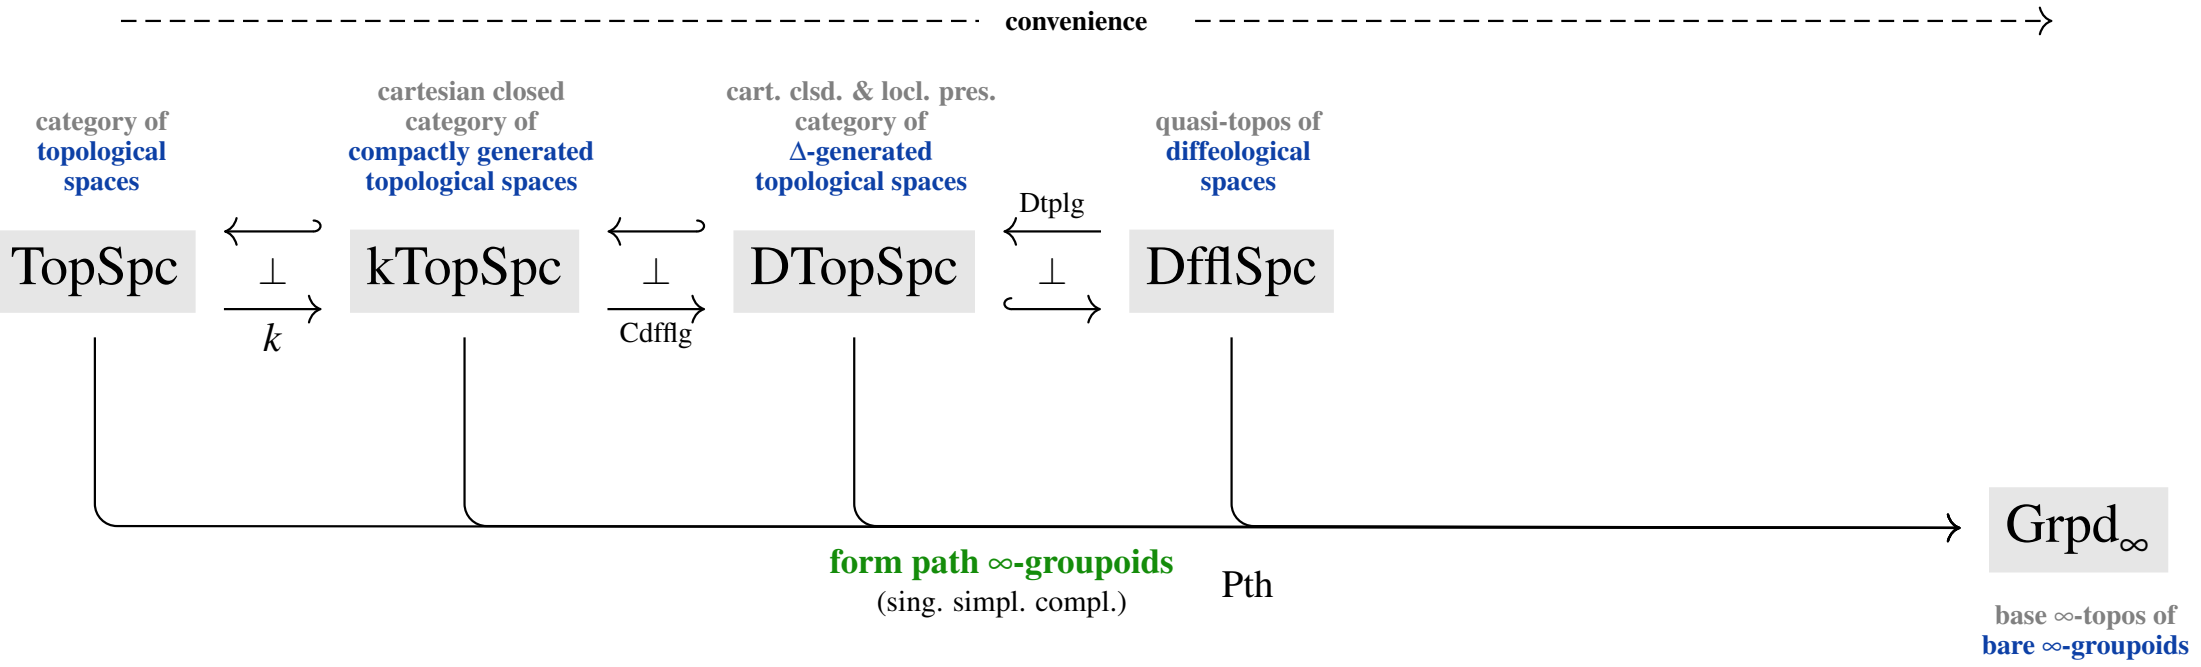 convenience
category of
topological
spaces
cartesian closed
category of
compactly generated
topological spaces
cart. clsd. & locl. pres.
category of
Δ-generated
topological spaces
quasi-topos of
diffeological
spaces
Dtplg
TopSpc
⊥
kTopSpc
⊥
DTopSpc
⊥
DfflSpc
k
Cdfflg
Grpd∞
form path ∞-groupoids
(sing. simpl. compl.)
Pth
base ∞-topos of
bare ∞-groupoids